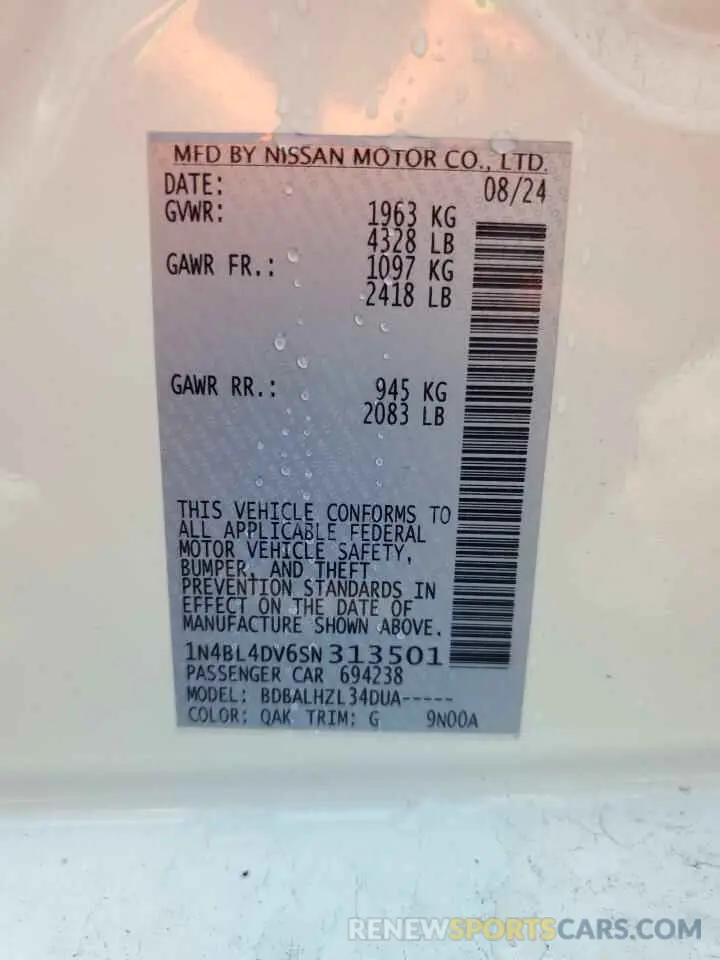 MFD BY NISSAN MOTOR CO., LTD.
DATE: 08/24
GVWR: 1963 KG
4328 LB
GAWR FR.: 1097 KG
2418 LB
GAWR RR.: 945 KG
2083 LB
THIS VEHICLE CONFORMS TO
ALL APPLICABLE FEDERAL
MOTOR VEHICLE SAFETY,
BUMPER, AND THEFT
PREVENTION STANDARDS IN
EFFECT ON THE DATE OF
MANUFACTURE SHOWN ABOVE.
1N4BL4DV6SN313501
PASSENGER CAR 694238
MODEL: BDBALHZL34DUA-----
COLOR: QAK TRIM: G 9N00A
RENEWSPORTSCARS.COM